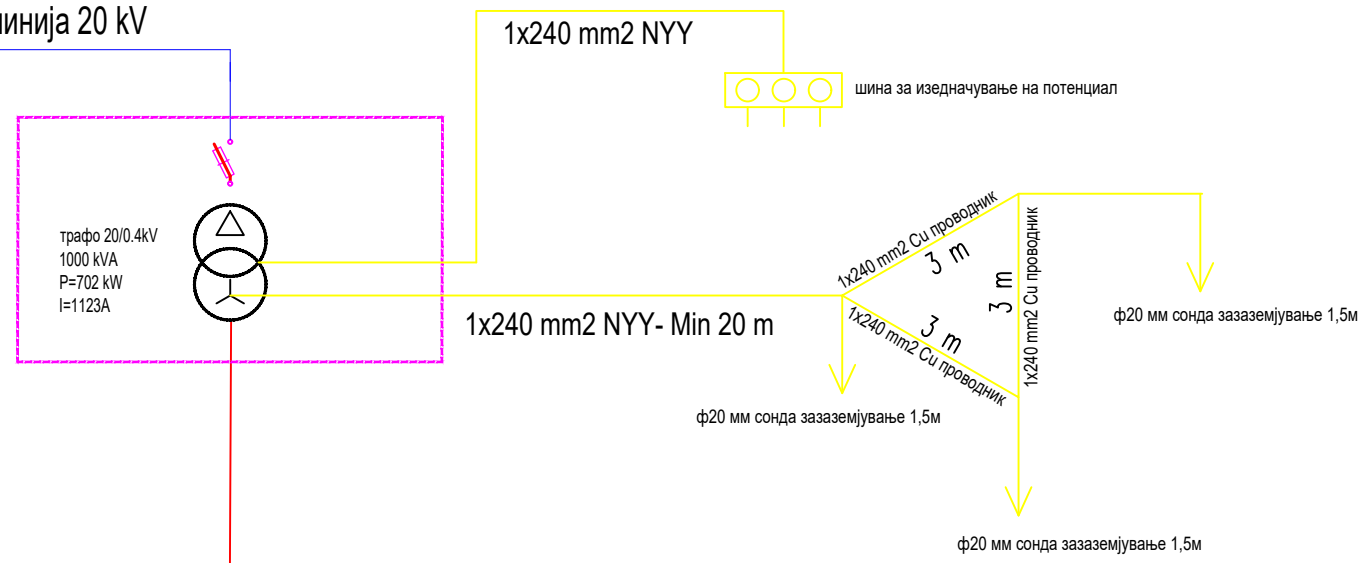 линија 20 kV
1x240 mm2 NYY
шина за изедначување на потенциал
трафо 20/0.4kV
1000 kVA
P=702 kW
I=1123A
1x240 mm2 NYY- Min 20 m
1x240 mm2 Cu проводник
3 m
1x240 mm2 Cu проводник
3 m
1x240 mm2 Cu проводник
3 m
ф20 мм сонда зазаземјување 1,5м
ф20 мм сонда зазаземјување 1,5м
ф20 мм сонда зазаземјување 1,5м